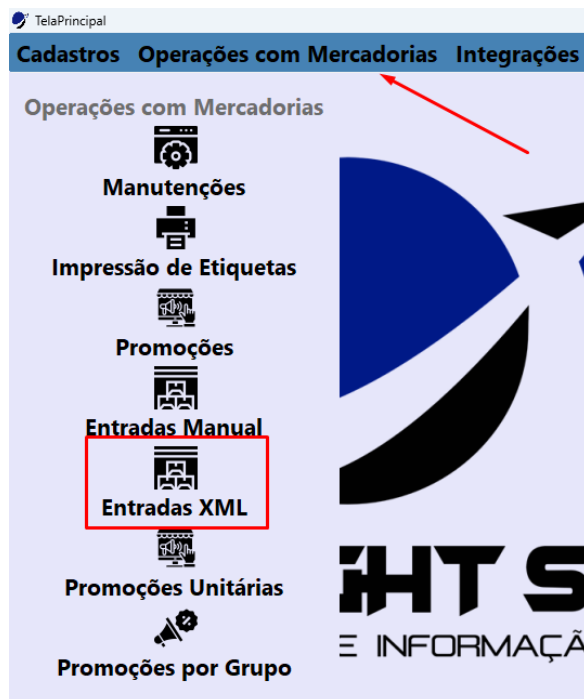 TelaPrincipal
Cadastros Operações com Mercadorias Integrações
Operações com Mercadorias
Manutenções
Impressão de Etiquetas
Promoções
Entradas Manual
Entradas XML
Promoções Unitárias
Promoções por Grupo